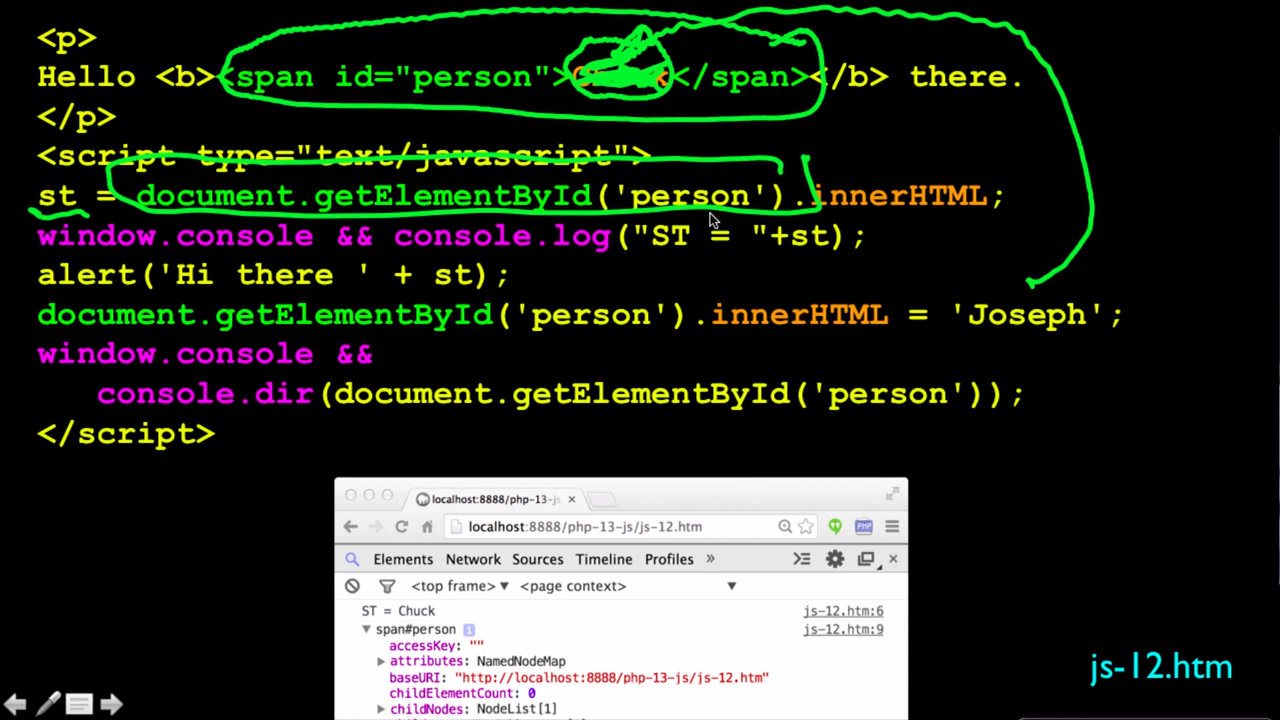 <p>
Hello <b><span id="person">Chuck</span></b> there.
</p>
<script type="text/javascript">
st = document.getElementById('person').innerHTML;
window.console && console.log("ST = "+st);
alert('Hi there ' + st);
document.getElementById('person').innerHTML = 'Joseph';
window.console &&
console.dir(document.getElementById('person'));
</script>
localhost:8888/php-13-js
localhost:8888/php-13-js/js-12.htm
PHP
Elements Network Sources Timeline Profiles »
<top frame> ▼ <page context> ▼
ST = Chuck js-12.htm:6
▼ span#person i js-12.htm:9
accessKey: ""
▶ attributes: NamedNodeMap
baseURI: "http://localhost:8888/php-13-js/js-12.htm"
childElementCount: 0
▶ childNodes: NodeList[1]
js-12.htm